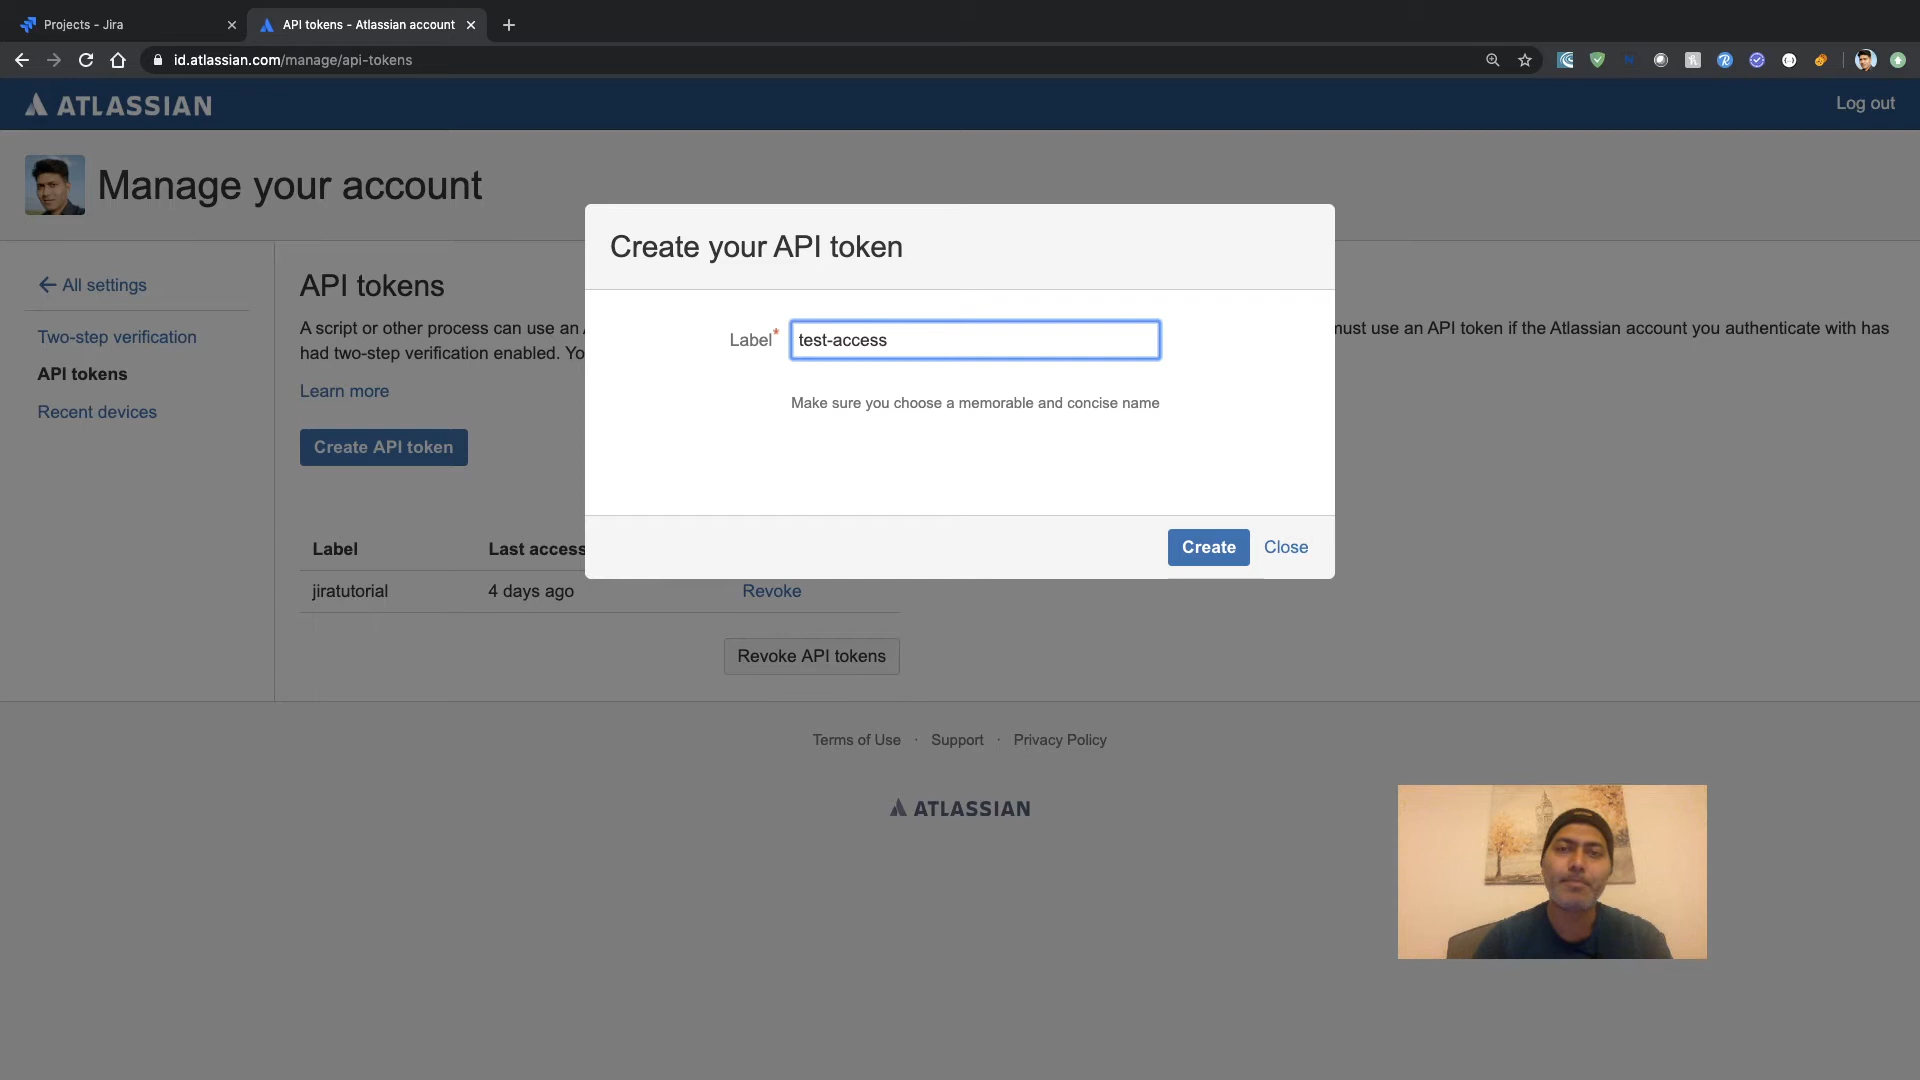 Projects - Jira
API tokens - Atlassian account
id.atlassian.com/manage/api-tokens
ATLASSIAN
Log out
Manage your account
All settings
Two-step verification
API tokens
Recent devices
API tokens
A script or other process can use an
must use an API token if the Atlassian account you authenticate with has
had two-step verification enabled. Yo
Learn more
Create API token
Create your API token
Label*
test-access
Make sure you choose a memorable and concise name
Create
Close
Label
Last access
jiratutorial
4 days ago
Revoke
Revoke API tokens
Terms of Use · Support · Privacy Policy
ATLASSIAN